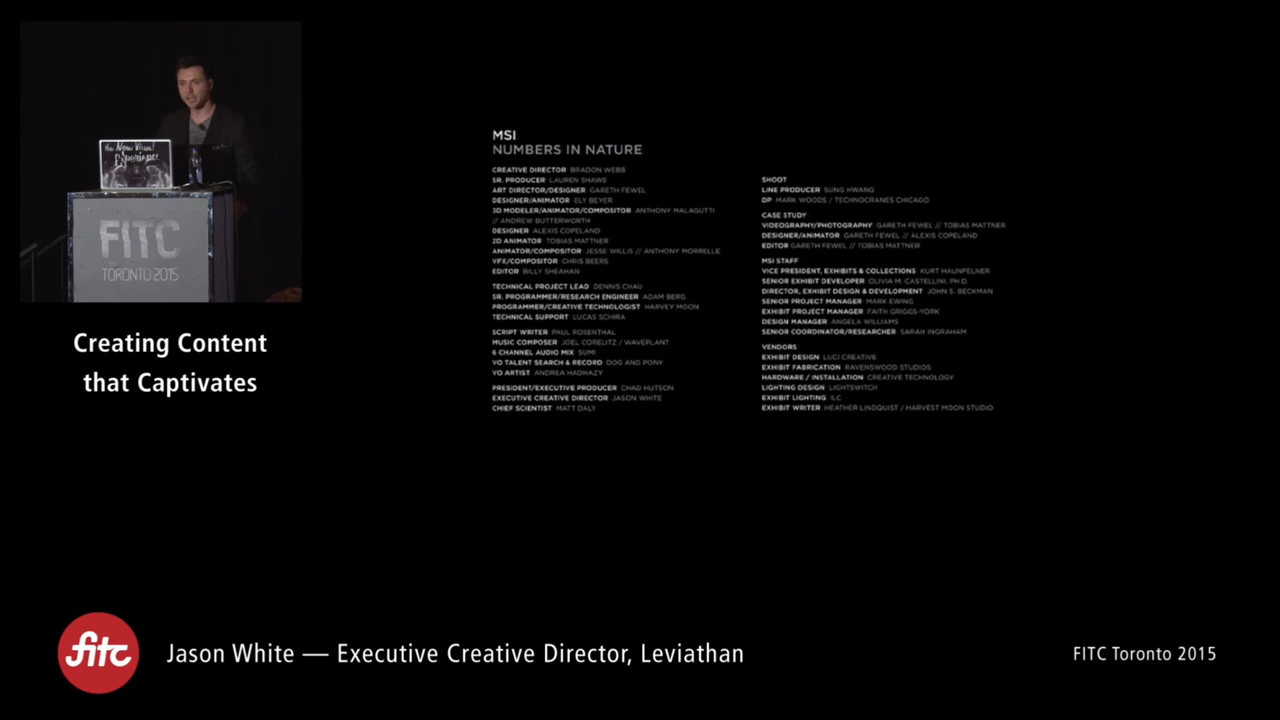 the New Visual
Experience
FITC
TORONTO 2015
Creating Content
that Captivates
MSI
NUMBERS IN NATURE
CREATIVE DIRECTOR BRADON WEBB
SR. PRODUCER LAUREN SHAWE
ART DIRECTOR/DESIGNER GARETH FEWEL
DESIGNER/ANIMATOR ELY BEYER
3D MODELER/ANIMATOR/COMPOSITOR ANTHONY MALAGUTTI
// ANDREW BUTTERWORTH
DESIGNER ALEXIS COPELAND
2D ANIMATOR TOBIAS MATTNER
ANIMATOR/COMPOSITOR JESSE WILLIS // ANTHONY MORRELLE
VFX/COMPOSITOR CHRIS BEERS
EDITOR BILLY SHEAHAN
TECHNICAL PROJECT LEAD DENNIS CHAU
SR. PROGRAMMER/RESEARCH ENGINEER ADAM BERG
PROGRAMMER/CREATIVE TECHNOLOGIST HARVEY MOON
TECHNICAL SUPPORT LUCAS SCHIRA
SCRIPT WRITER PAUL ROSENTHAL
MUSIC COMPOSER JOEL CORELITZ / WAVEPLANT
6 CHANNEL AUDIO MIX SUMI
VO TALENT SEARCH & RECORD DOG AND PONY
VO ARTIST ANDREA HADHAZY
PRESIDENT/EXECUTIVE PRODUCER CHAD HUTSON
EXECUTIVE CREATIVE DIRECTOR JASON WHITE
CHIEF SCIENTIST MATT DALY
SHOOT
LINE PRODUCER SUNG HWANG
DP MARK WOODS / TECHNOCRANES CHICAGO
CASE STUDY
VIDEOGRAPHY/PHOTOGRAPHY GARETH FEWEL // TOBIAS MATTNER
DESIGNER/ANIMATOR GARETH FEWEL // ALEXIS COPELAND
EDITOR GARETH FEWEL // TOBIAS MATTNER
MSI STAFF
VICE PRESIDENT, EXHIBITS & COLLECTIONS KURT HAUNFELNER
SENIOR EXHIBIT DEVELOPER OLIVIA M. CASTELLINI, PH.D.
DIRECTOR, EXHIBIT DESIGN & DEVELOPMENT JOHN S. BECKMAN
SENIOR PROJECT MANAGER MARK EWING
EXHIBIT PROJECT MANAGER FAITH GRIGGS-YORK
DESIGN MANAGER ANGELA WILLIAMS
SENIOR COORDINATOR/RESEARCHER SARAH INGRAHAM
VENDORS
EXHIBIT DESIGN LUCI CREATIVE
EXHIBIT FABRICATION RAVENSWOOD STUDIOS
HARDWARE / INSTALLATION CREATIVE TECHNOLOGY
LIGHTING DESIGN LIGHTSWITCH
EXHIBIT LIGHTING ILC
EXHIBIT WRITER HEATHER LINDQUIST / HARVEST MOON STUDIO
fitc
Jason White — Executive Creative Director, Leviathan
FITC Toronto 2015